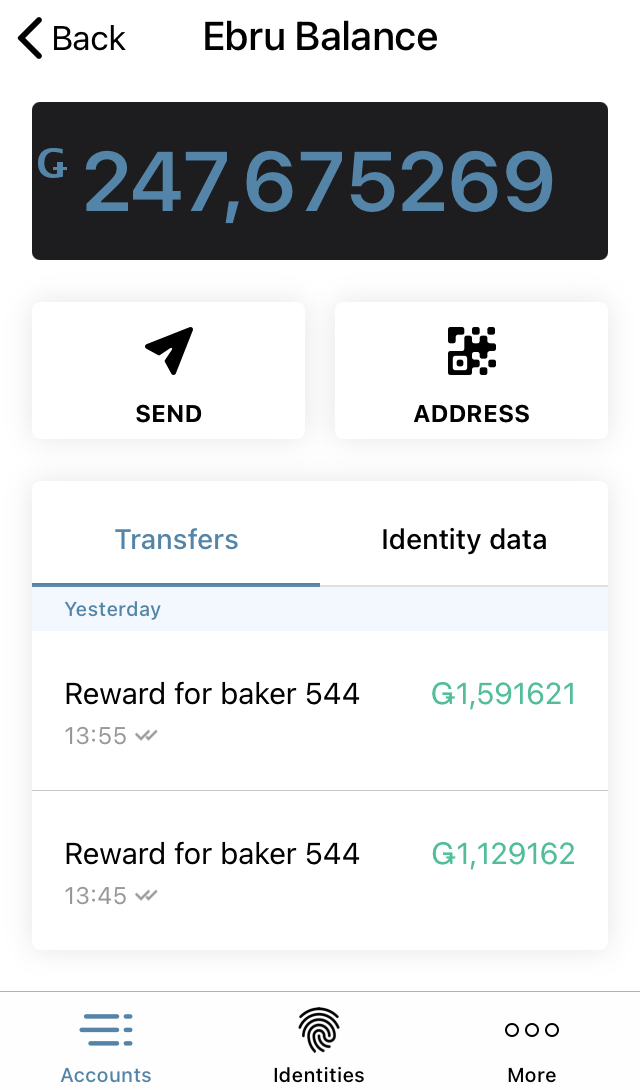 Back
Ebru Balance
Ǥ 247,675269
SEND
ADDRESS
Transfers
Identity data
Yesterday
Reward for baker 544
Ǥ1,591621
13:55
Reward for baker 544
Ǥ1,129162
13:45
Accounts
Identities
More